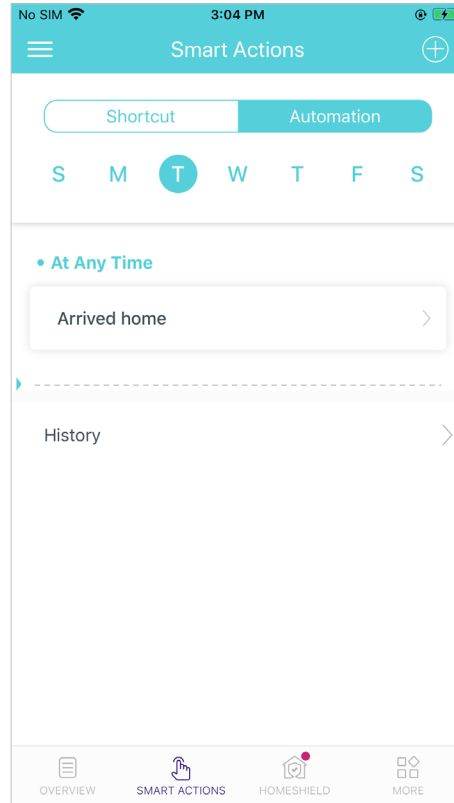 No SIM 3:04 PM
Smart Actions
Shortcut Automation
S M T W T F S
• At Any Time
Arrived home
History
OVERVIEW SMART ACTIONS HOMESHIELD MORE